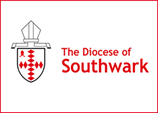 The Diocese of
Southwark